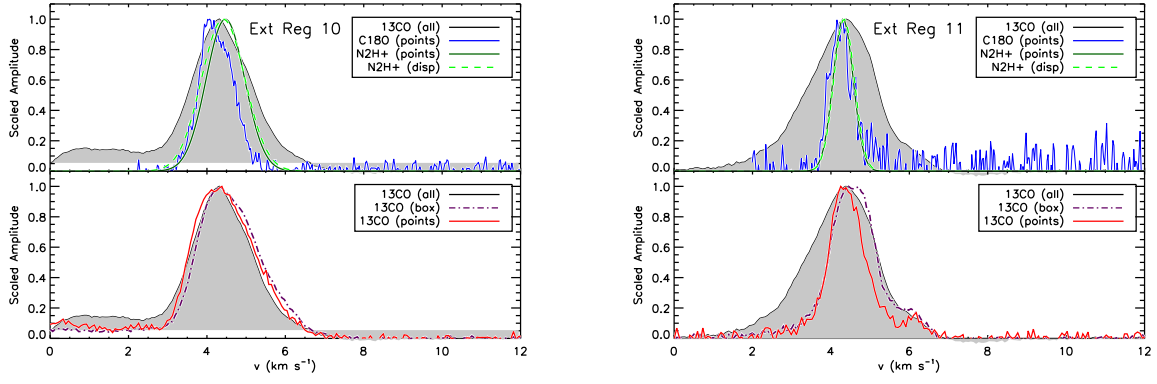 Ext Reg 10
13CO (all)
C18O (points)
N2H+ (points)
N2H+ (disp)
Scaled Amplitude
1.0
0.8
0.6
0.4
0.2
0.0
13CO (all)
13CO (box)
13CO (points)
Scaled Amplitude
1.0
0.8
0.6
0.4
0.2
0.0
0 2 4 6 8 10 12
v (km s⁻¹)
Ext Reg 11
13CO (all)
C18O (points)
N2H+ (points)
N2H+ (disp)
Scaled Amplitude
1.0
0.8
0.6
0.4
0.2
0.0
13CO (all)
13CO (box)
13CO (points)
Scaled Amplitude
1.0
0.8
0.6
0.4
0.2
0.0
0 2 4 6 8 10 12
v (km s⁻¹)